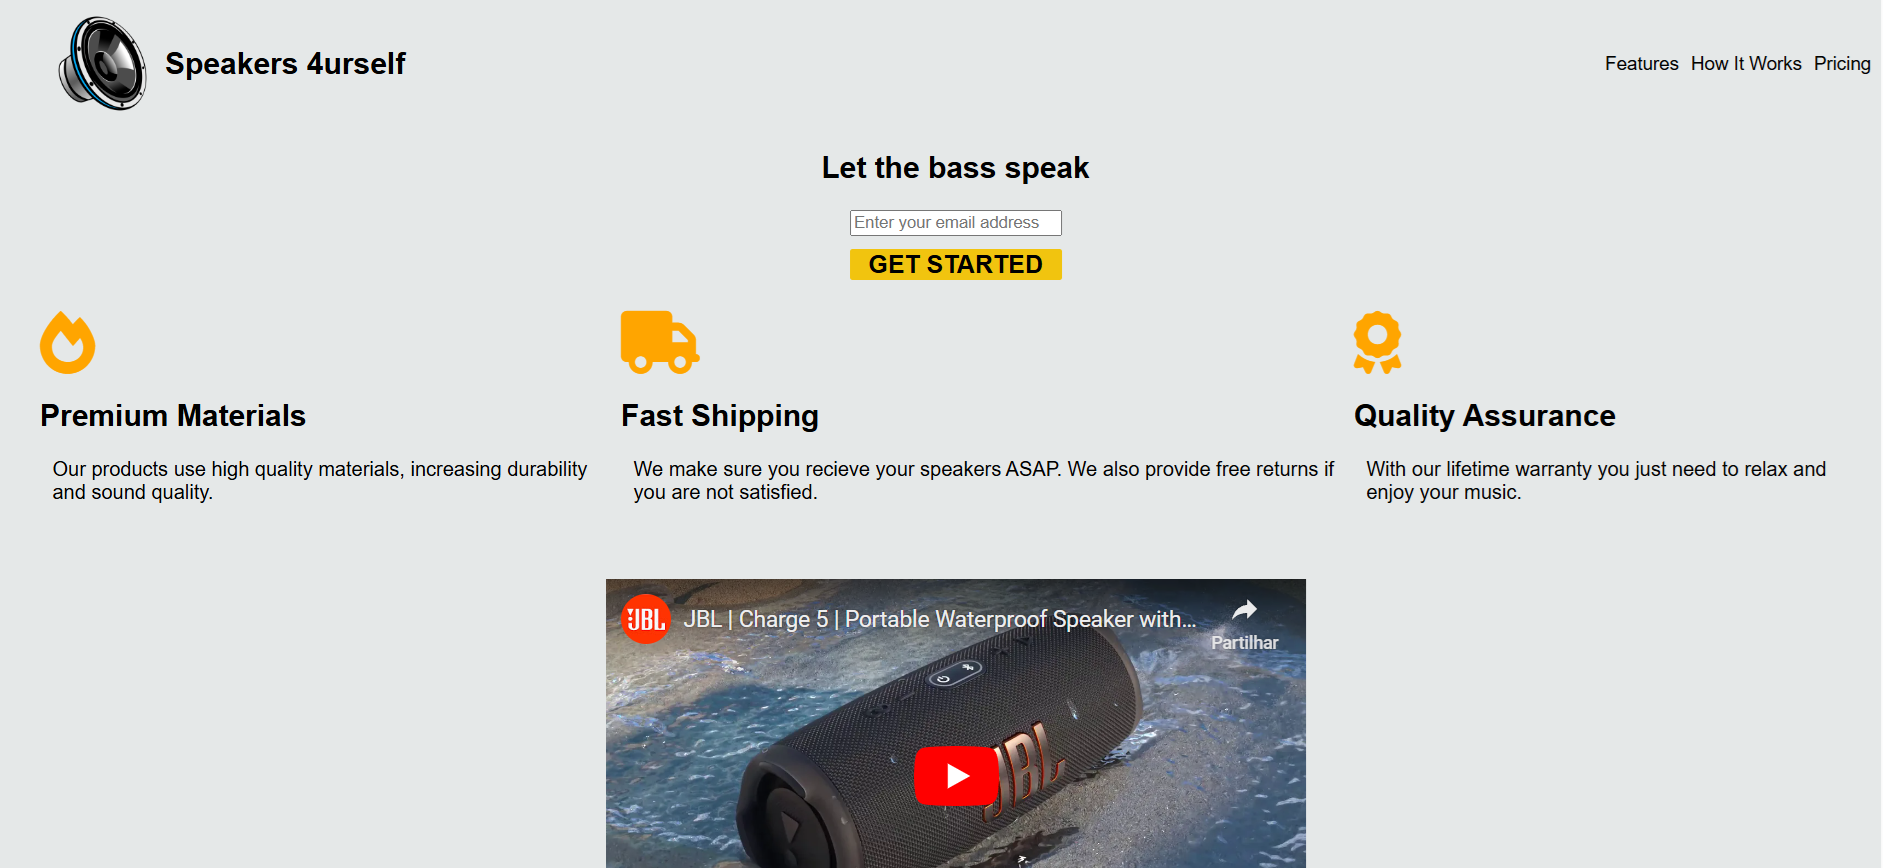 Speakers 4urself
Features How It Works Pricing
Let the bass speak
Enter your email address
GET STARTED
Premium Materials
Our products use high quality materials, increasing durability
and sound quality.
Fast Shipping
We make sure you recieve your speakers ASAP. We also provide free returns if
you are not satisfied.
Quality Assurance
With our lifetime warranty you just need to relax and
enjoy your music.
JBL
JBL | Charge 5 | Portable Waterproof Speaker with...
Partilhar
JBL